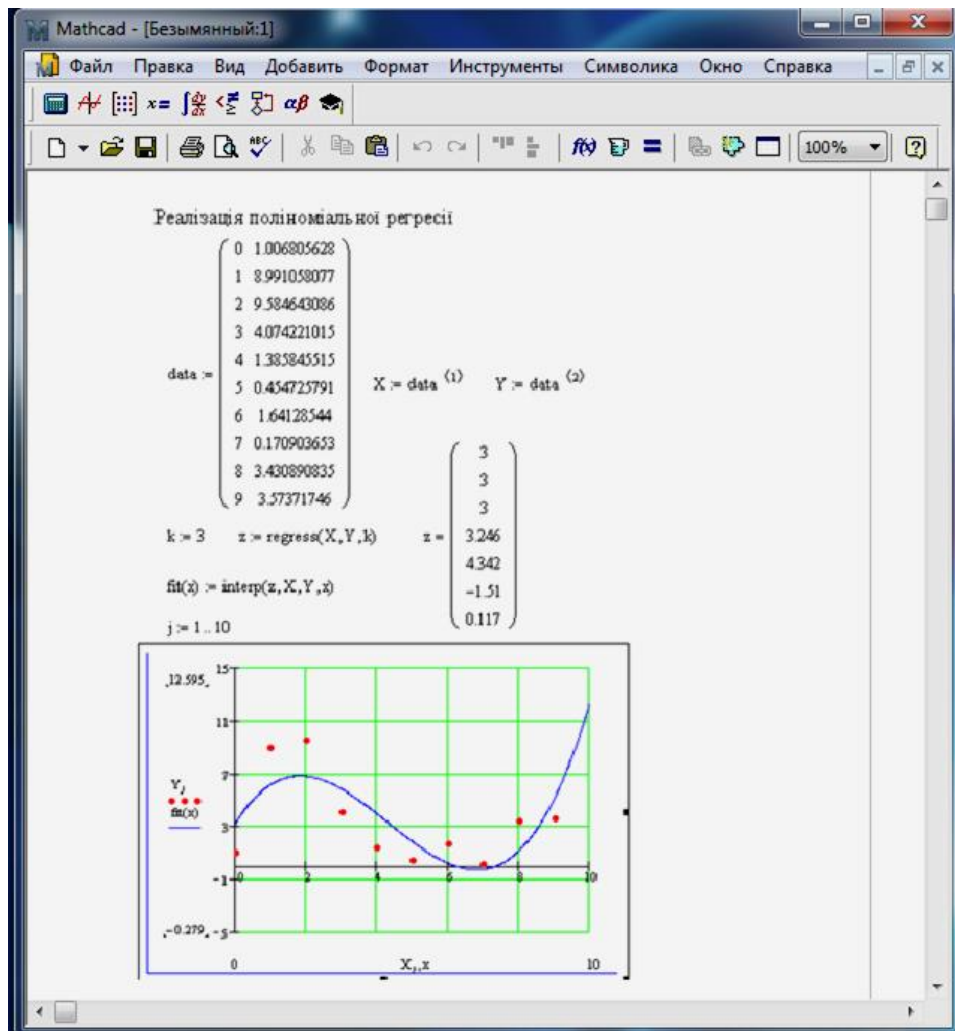 Mathcad - [Безымянный:1]
Файл Правка Вид Добавить Формат Инструменты Символика Окно Справка
x= αβ
ABC f(x) = 100%
Реалізація поліноміальної регресії
0 1.006805628
1 8.991058077
2 9.584643086
3 4.074221015
data := 4 1.385845515 X := data ⟨1⟩ Y := data ⟨2⟩
5 0.454725791
6 1.64128544
7 0.170903653
8 3.430890835
9 3.57371746
k := 3 z := regress(X,Y,k) z =
3
3
3
3.246
4.342
-1.51
0.117
fit(x) := interp(z,X,Y,x)
j := 1 .. 10
12.595
15
11
7
3
-1
-5
-0.279
Y j
fit(x)
0 2 4 6 8 10
0 X j ,x 10